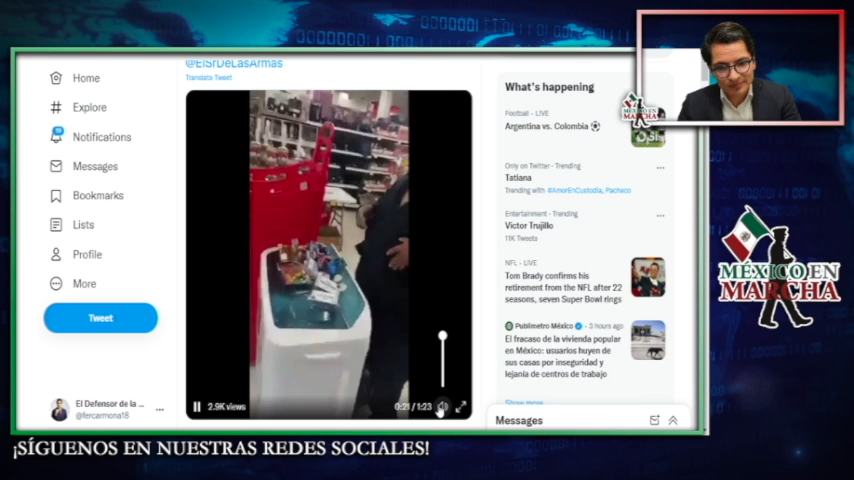 @ElSrDeLasArmas
Translate Tweet
Home
Explore
Notifications
Messages
Bookmarks
Lists
Profile
More
Tweet
El Defensor de la ...
@fercarmona18
2.9K views
0:21 / 1:23
What's happening
Football - LIVE
Argentina vs. Colombia
Only on Twitter - Trending
Tatiana
Trending with #AmorEnCustodia, Pacheco
Entertainment - Trending
Victor Trujillo
11K Tweets
NFL - LIVE
Tom Brady confirms his
retirement from the NFL after 22
seasons, seven Super Bowl rings
Publimetro México - 3 hours ago
El fracaso de la vivienda popular
en México: usuarios huyen de
sus casas por inseguridad y
lejanía de centros de trabajo
Show more
Messages
MÉXICO EN
MARCHA
MÉXICO EN
MARCHA
¡SÍGUENOS EN NUESTRAS REDES SOCIALES!